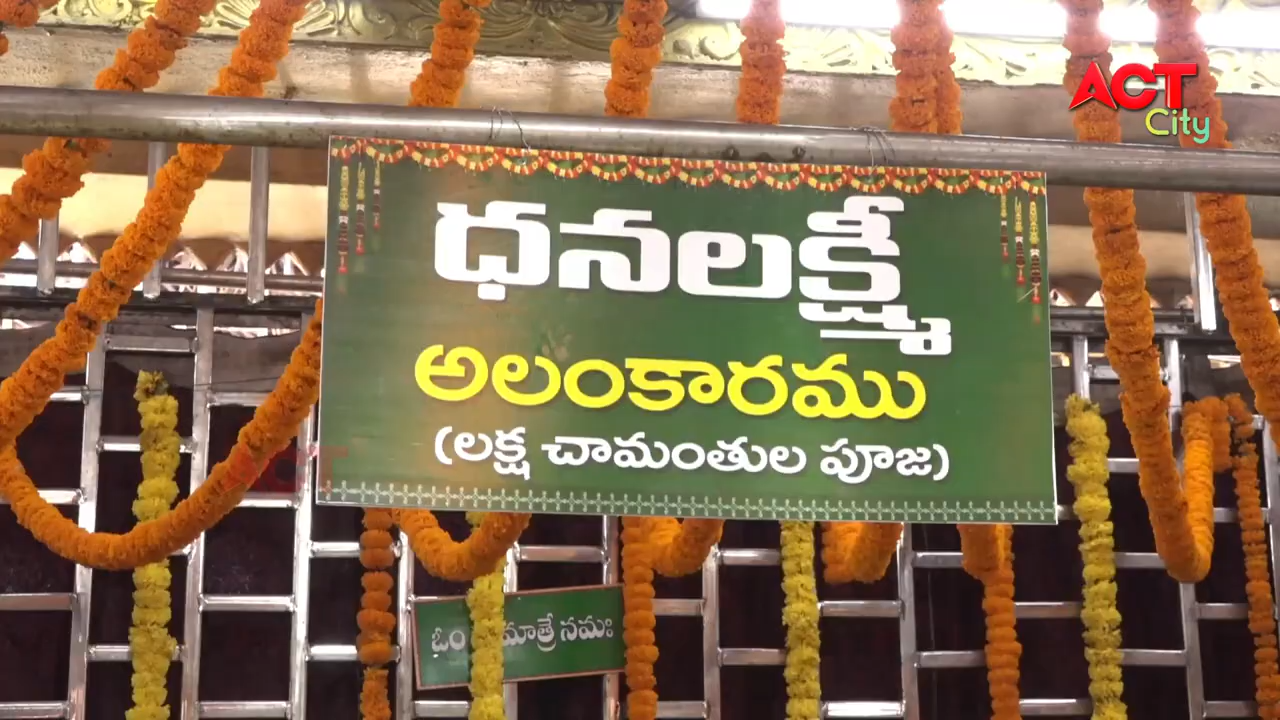 ACT
City
ధనలక్ష్మీ
అలంకారము
(లక్ష చామంతుల పూజ)
ఓం
మాత్రే నమః